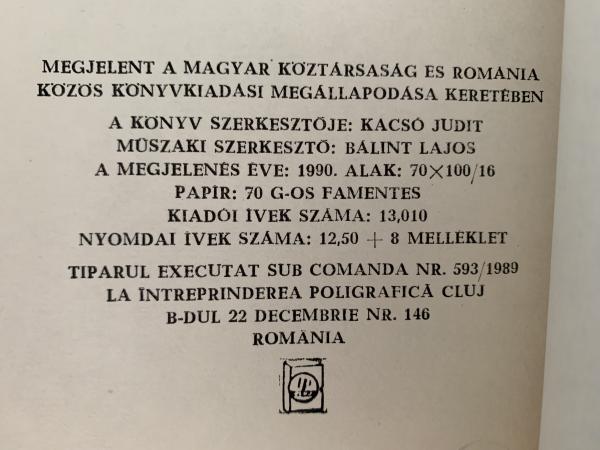 MEGJELENT A MAGYAR KÖZTÁRSASÁG ÉS ROMÁNIA
KÖZÖS KÖNYVKIADÁSI MEGÁLLAPODÁSA KERETÉBEN
A KÖNYV SZERKESZTŐJE: KACSÓ JUDIT
MŰSZAKI SZERKESZTŐ: BÁLINT LAJOS
A MEGJELENÉS ÉVE: 1990. ALAK: 70×100/16
PAPÍR: 70 G-OS FAMENTES
KIADÓI ÍVEK SZÁMA: 13,010
NYOMDAI ÍVEK SZÁMA: 12,50 + 8 MELLÉKLET
TIPARUL EXECUTAT SUB COMANDA NR. 593/1989
LA ÎNTREPRINDEREA POLIGRAFICĂ CLUJ
B-DUL 22 DECEMBRIE NR. 146
ROMÂNIA